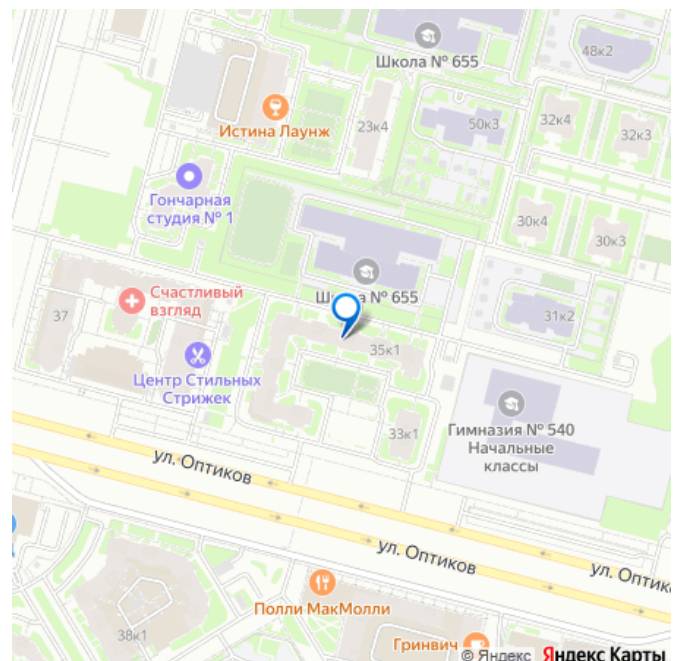 48к2
Школа № 655
Истина Лаунж
23к4
50к3
32к4
32к3
Гончарная
студия № 1
30к4
30к3
Школа № 655
Счастливый
взгляд
37
31к2
35к1
Центр Стильных
Стрижек
Гимназия № 540
Начальные
классы
33к1
ул. Оптиков
ул. Оптиков
ул. Оптик
Полли МакМолли
38к1
Гринвич
© Яндекс Яндекс Карты